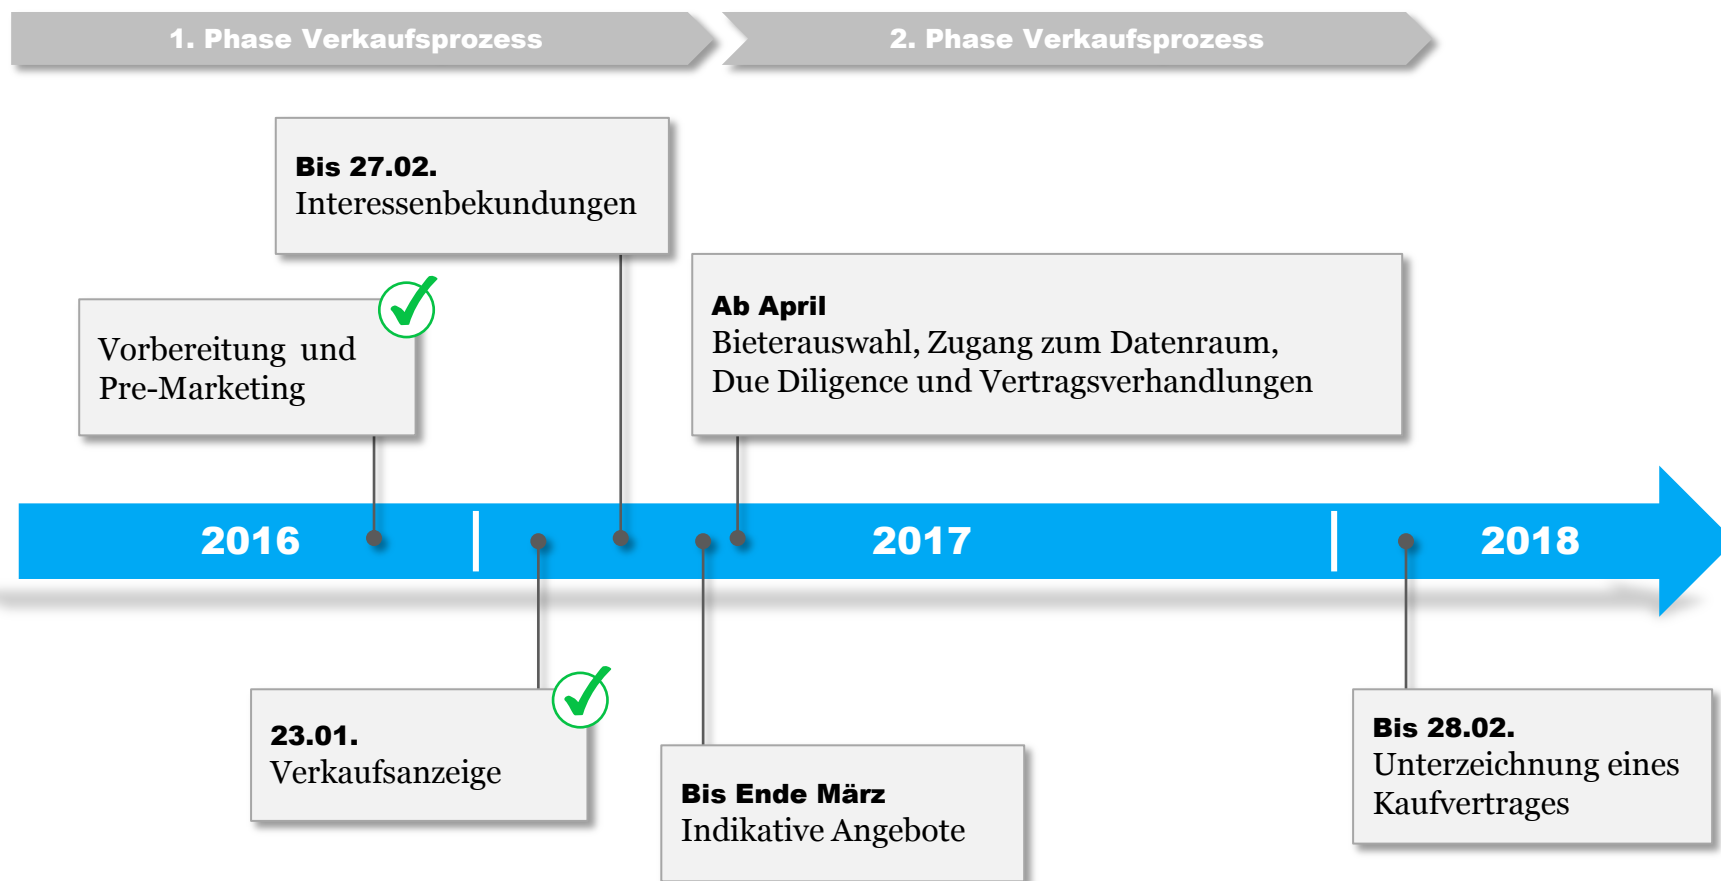 1. Phase Verkaufsprozess
2. Phase Verkaufsprozess
Bis 27.02.
Interessenbekundungen
Vorbereitung und
Pre-Marketing
Ab April
Bieterauswahl, Zugang zum Datenraum,
Due Diligence und Vertragsverhandlungen
2016
2017
2018
23.01.
Verkaufsanzeige
Bis Ende März
Indikative Angebote
Bis 28.02.
Unterzeichnung eines
Kaufvertrages